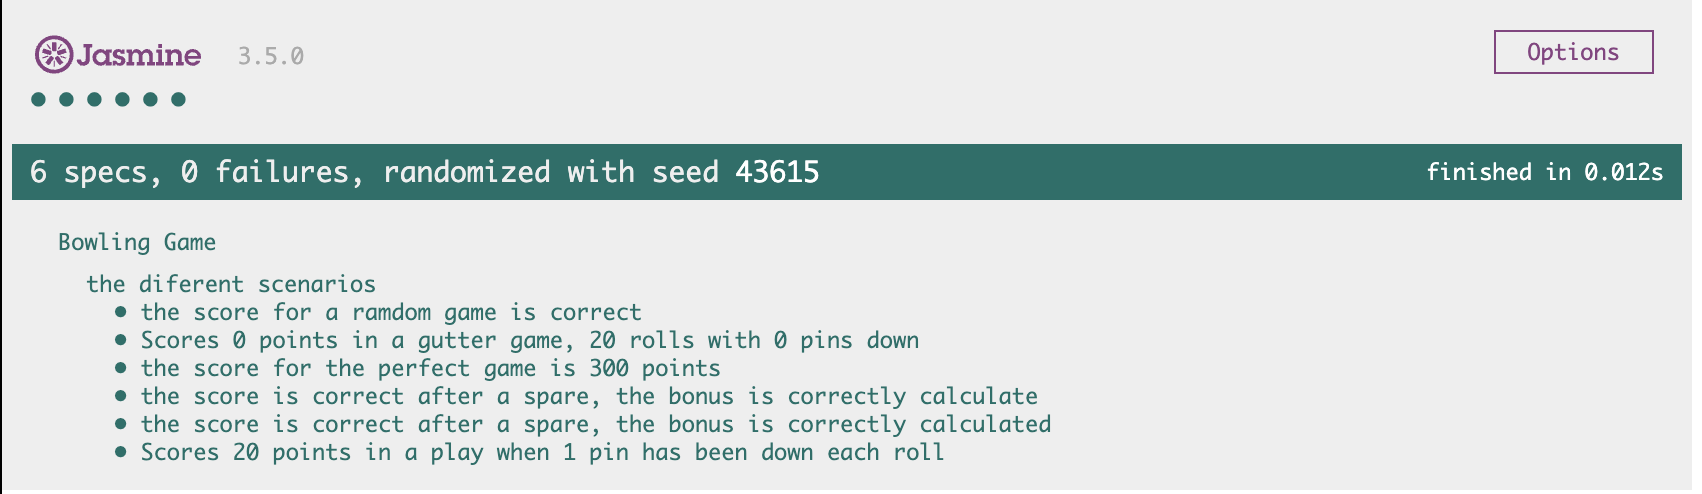 Jasmine 3.5.0 Options
6 specs, 0 failures, randomized with seed 43615 finished in 0.012s
Bowling Game
the diferent scenarios
the score for a ramdom game is correct
Scores 0 points in a gutter game, 20 rolls with 0 pins down
the score for the perfect game is 300 points
the score is correct after a spare, the bonus is correctly calculate
the score is correct after a spare, the bonus is correctly calculated
Scores 20 points in a play when 1 pin has been down each roll